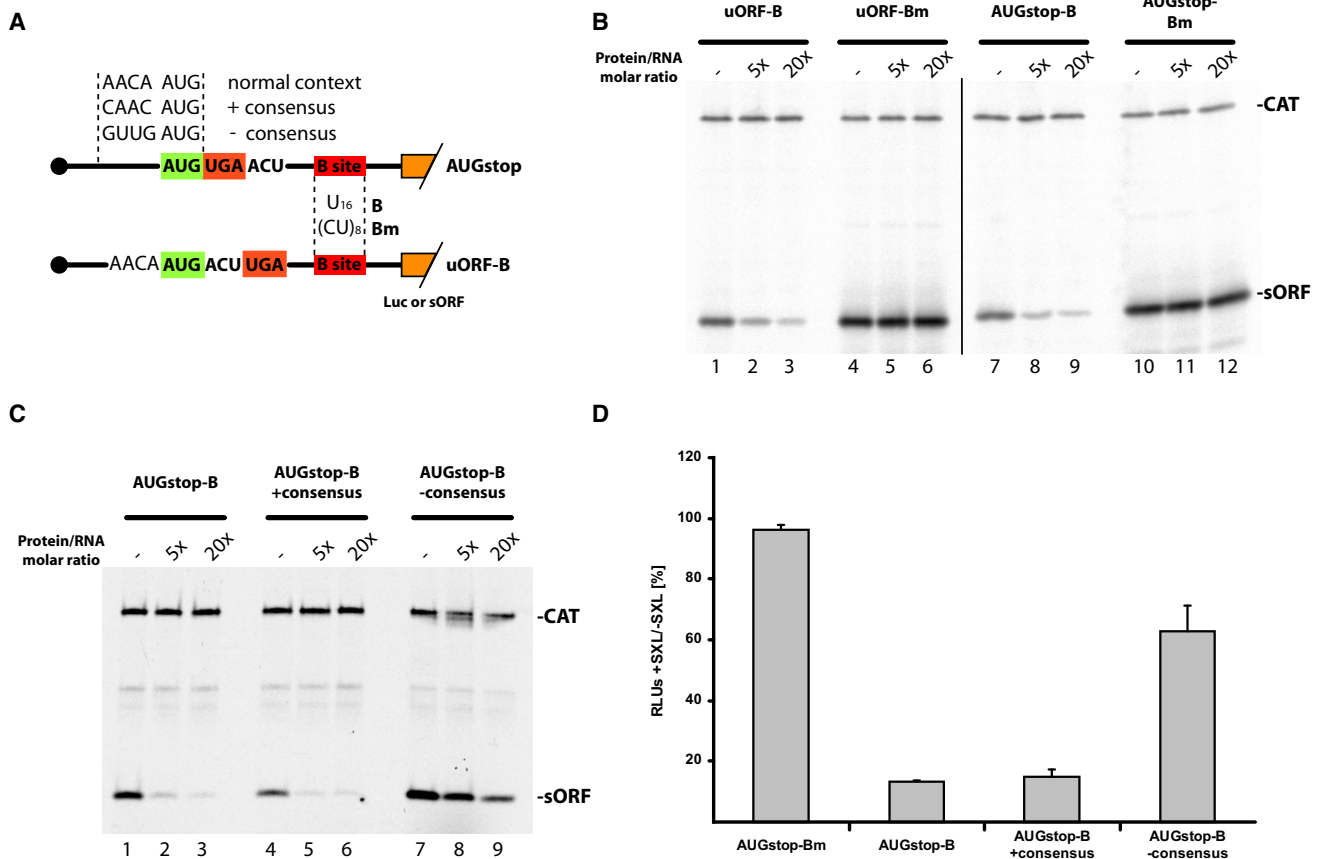 A
AACA AUG normal context
CAAC AUG + consensus
GUUG AUG - consensus
AUG UGA ACU B site AUGstop
U16 B
(CU)8 Bm
AACA AUG ACU UGA B site uORF-B
Luc or sORF
B
uORF-B uORF-Bm AUGstop-B AUGstop-
Bm
Protein/RNA
molar ratio
- 5x 20x - 5x 20x - 5x 20x - 5x 20x
-CAT
-sORF
1 2 3 4 5 6 7 8 9 10 11 12
C
AUGstop-B AUGstop-B
+consensus AUGstop-B
-consensus
Protein/RNA
molar ratio
- 5x 20x - 5x 20x - 5x 20x
-CAT
-sORF
1 2 3 4 5 6 7 8 9
D
RLUs +SXL/-SXL [%]
120
100
80
60
40
20
AUGstop-Bm AUGstop-B AUGstop-B
+consensus AUGstop-B
-consensus